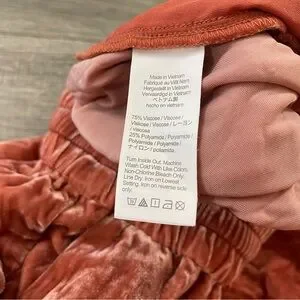 Made in Vietnam
Fabriqué au Viêt Nam
Hergestellt in Vietnam
Vervaardigd in Vietnam
ベトナム製
75% Viscose / Viscose /
Viskose / Viscose / レーヨン
/ Viscosa
25% Polyamide / Polyamide /
Polyamid / Polyamide /
ナイロン / poliamida
Turn Inside Out. Machine
Wash Cold With Like Colors.
Non-Chlorine Bleach Only.
Line Dry. Iron on Lowest
Setting. Iron on reverse side
only.